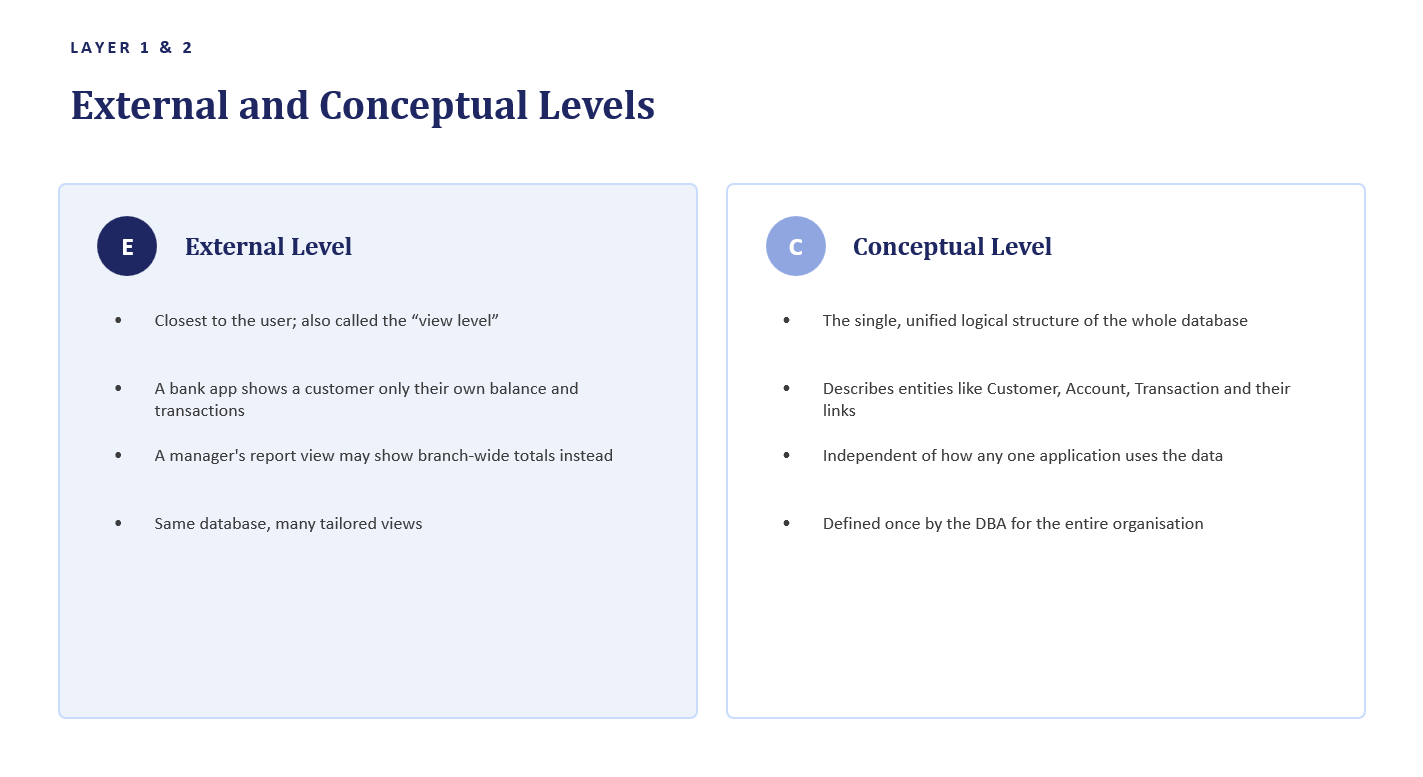 LAYER 1 & 2
External and Conceptual Levels
E
External Level
• Closest to the user; also called the “view level”
• A bank app shows a customer only their own balance and
transactions
• A manager's report view may show branch-wide totals instead
• Same database, many tailored views
C
Conceptual Level
• The single, unified logical structure of the whole database
• Describes entities like Customer, Account, Transaction and their
links
• Independent of how any one application uses the data
• Defined once by the DBA for the entire organisation